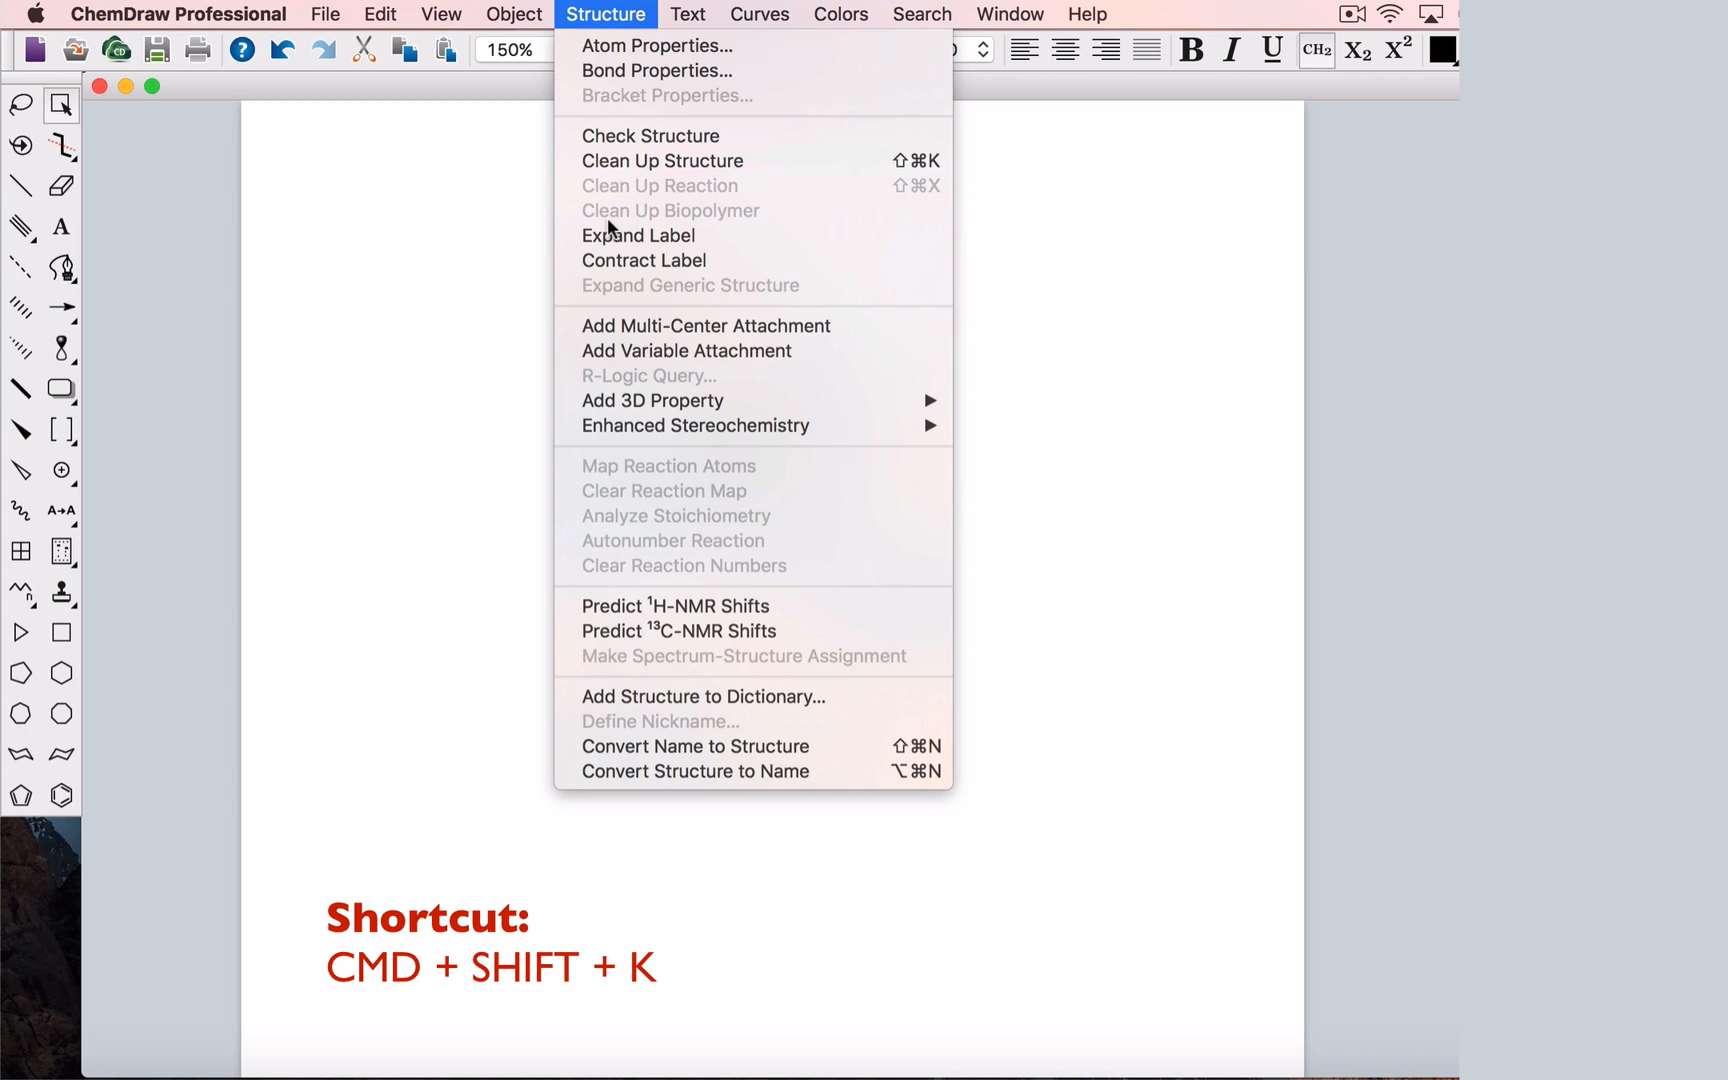 ChemDraw Professional File Edit View Object Structure Text Curves Colors Search Window Help
CD ? 150% B I U CH₂ X₂ X²
Atom Properties...
Bond Properties...
Bracket Properties...
Check Structure
Clean Up Structure ⇧⌘K
Clean Up Reaction ⇧⌘X
Clean Up Biopolymer
Expand Label
Contract Label
Expand Generic Structure
Add Multi-Center Attachment
Add Variable Attachment
R-Logic Query...
Add 3D Property
Enhanced Stereochemistry
Map Reaction Atoms
Clear Reaction Map
Analyze Stoichiometry
Autonumber Reaction
Clear Reaction Numbers
Predict ¹H-NMR Shifts
Predict ¹³C-NMR Shifts
Make Spectrum-Structure Assignment
Add Structure to Dictionary...
Define Nickname...
Convert Name to Structure ⇧⌘N
Convert Structure to Name ⌥⌘N
A
A→A
n
Shortcut:
CMD + SHIFT + K